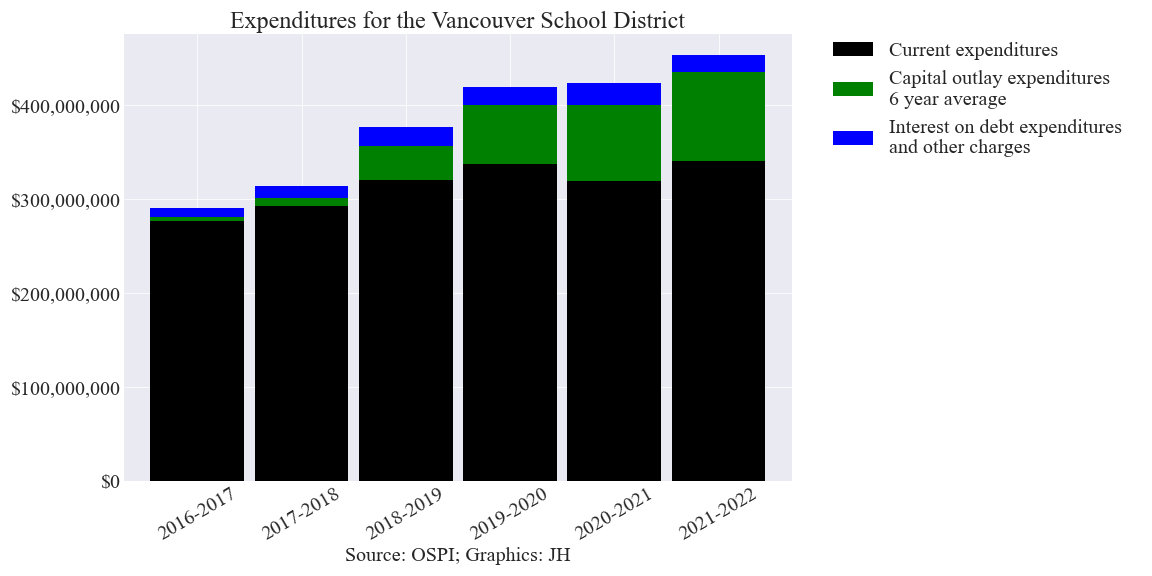 Expenditures for the Vancouver School District
Current expenditures
Capital outlay expenditures
6 year average
Interest on debt expenditures
and other charges
$400,000,000
$300,000,000
$200,000,000
$100,000,000
$0
2016-2017
2017-2018
2018-2019
2019-2020
2020-2021
2021-2022
Source: OSPI; Graphics: JH